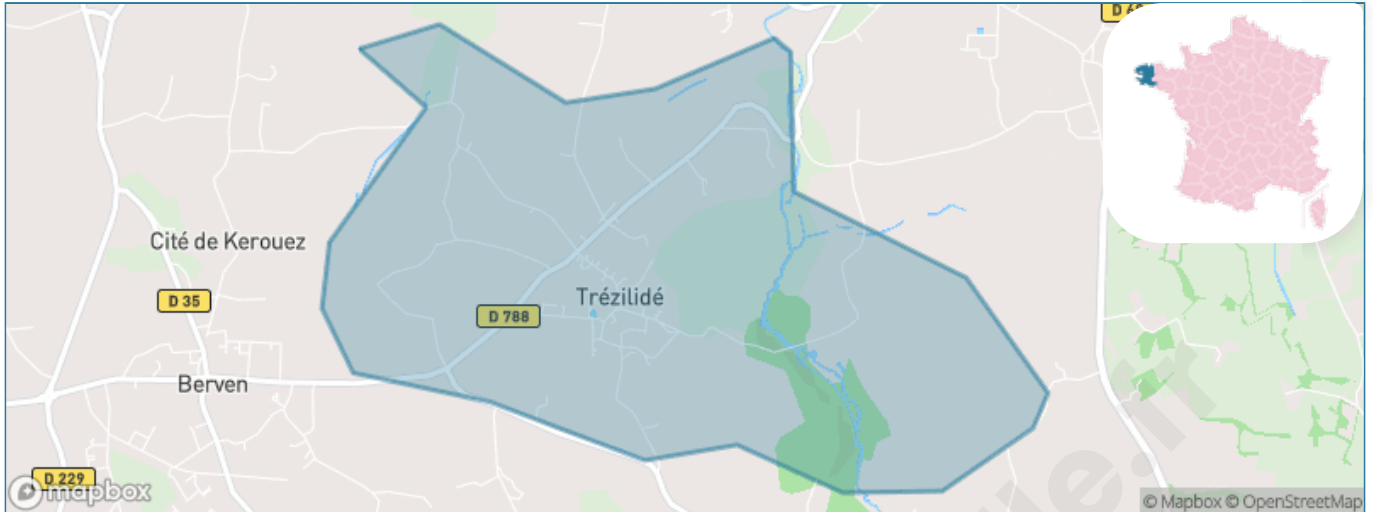 Cité de Kerouez
D 35
Trézilidé
D 788
Berven
D 229
mapbox
© Mapbox © OpenStreetMap